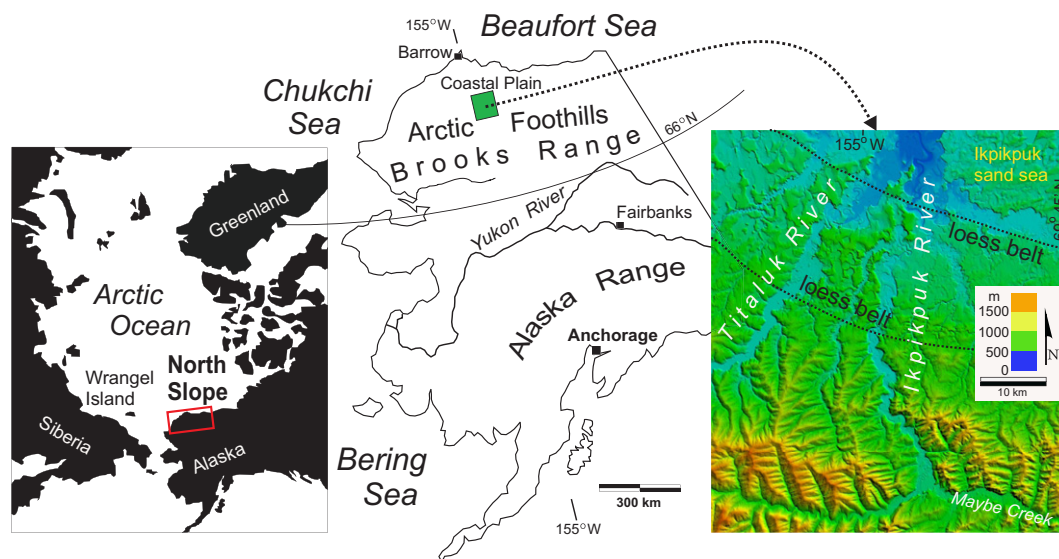 Greenland
Arctic
Ocean
North
Slope
Wrangel
Island
Siberia
Alaska
155°W
Beaufort Sea
Barrow
Coastal Plain
Chukchi
Sea
Arctic Foothills
Brooks Range
66°N
Yukon River
Fairbanks
Alaska Range
Anchorage
Bering
Sea
300 km
155°W
155°W
Ikpikpuk
sand sea
Titaluk River
Ikpikpuk River
loess belt
loess belt
m
1500
1000
500
0
N
10 km
Maybe Creek